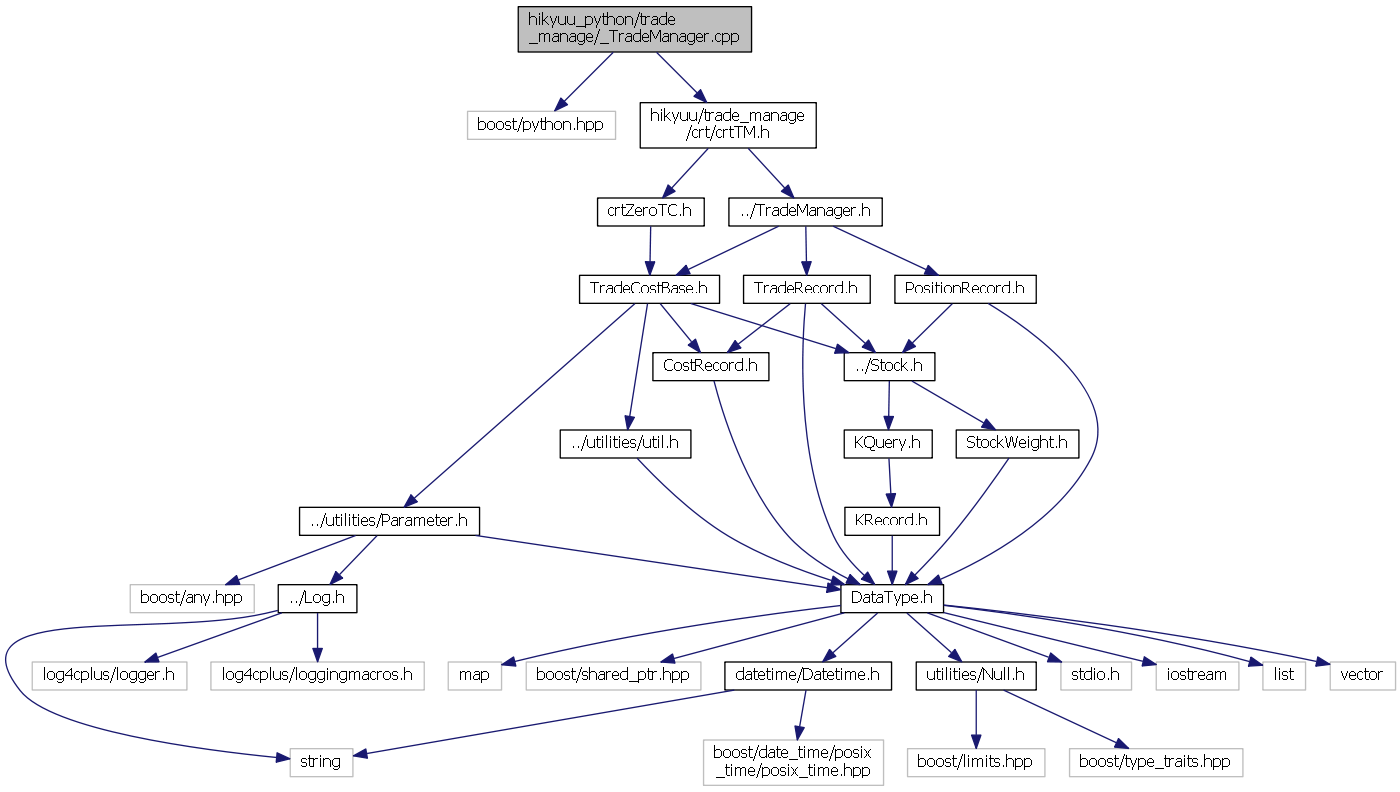 hikyuu_python/trade
_manage/_TradeManager.cpp
boost/python.hpp
hikyuu/trade_manage
/crt/crtTM.h
crtZeroTC.h
../TradeManager.h
TradeCostBase.h
TradeRecord.h
PositionRecord.h
CostRecord.h
../Stock.h
../utilities/util.h
KQuery.h
StockWeight.h
../utilities/Parameter.h
KRecord.h
boost/any.hpp
../Log.h
DataType.h
log4cplus/logger.h
log4cplus/loggingmacros.h
map
boost/shared_ptr.hpp
datetime/Datetime.h
utilities/Null.h
stdio.h
iostream
list
vector
string
boost/date_time/posix
_time/posix_time.hpp
boost/limits.hpp
boost/type_traits.hpp